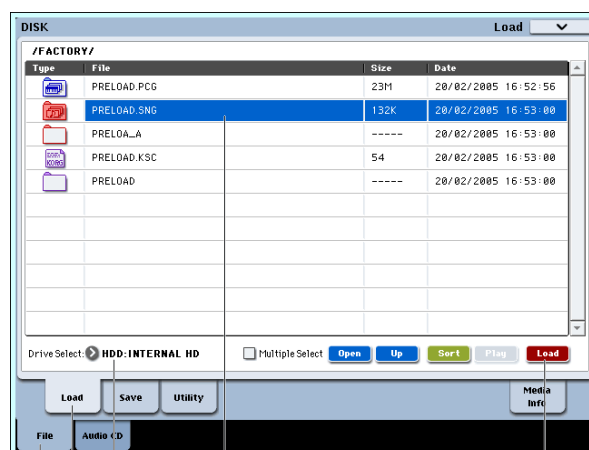 DISK Load
/FACTORY/
Type File Size Date
PRELOAD.PCG 23M 20/02/2005 16:52:56
PRELOAD.SNG 132K 20/02/2005 16:53:00
PRELOA_A ----- 20/02/2005 16:53:00
KORG PRELOAD.KSC 54 20/02/2005 16:53:00
PRELOAD ----- 20/02/2005 16:53:00
Drive Select: HDD:INTERNAL HD Multiple Select Open Up Sort Play Load
Load Save Utility Media
Info
File Audio CD